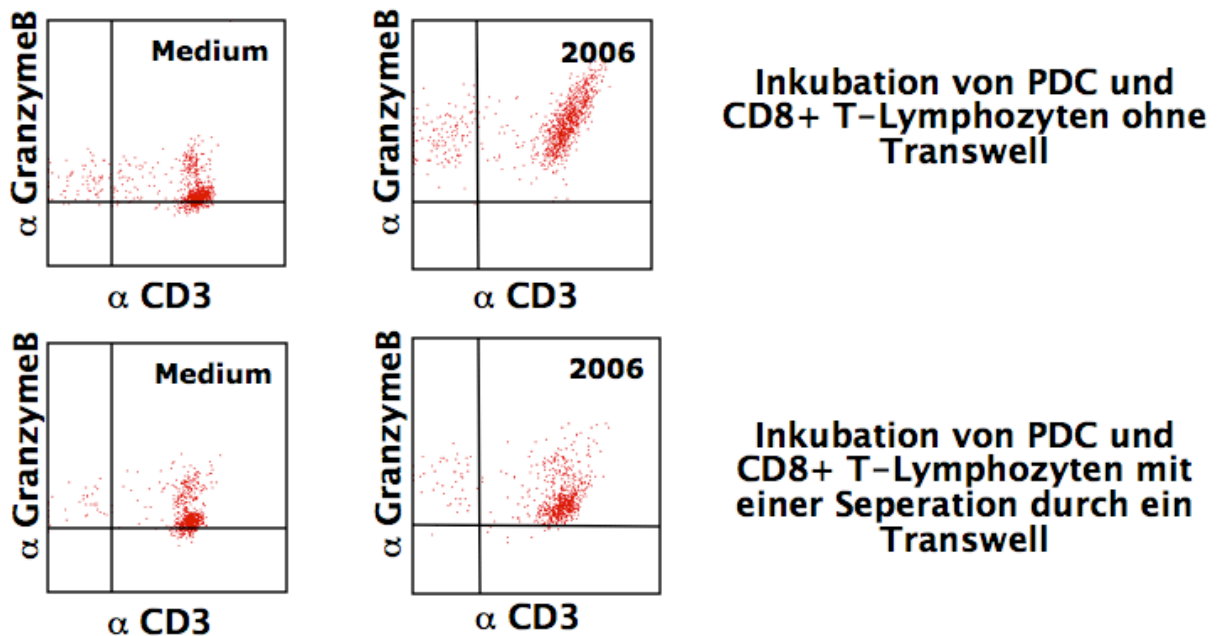 α GranzymeB
Medium
α CD3
α GranzymeB
2006
α CD3
Inkubation von PDC und
CD8+ T-Lymphozyten ohne
Transwell
α GranzymeB
Medium
α CD3
α GranzymeB
2006
α CD3
Inkubation von PDC und
CD8+ T-Lymphozyten mit
einer Seperation durch ein
Transwell